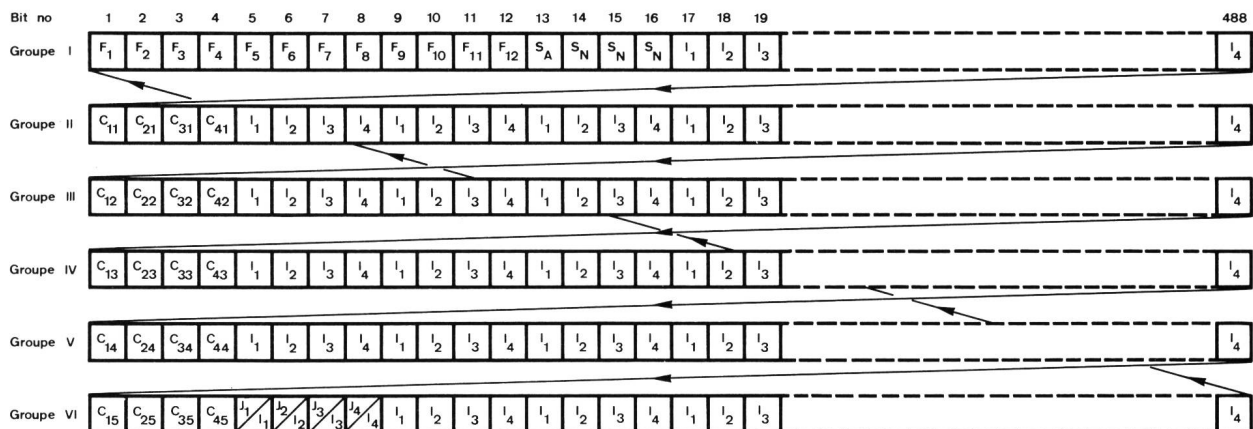 Bit no 1 2 3 4 5 6 7 8 9 10 11 12 13 14 15 16 17 18 19 488
Groupe I F1 F2 F3 F4 F5 F6 F7 F8 F9 F10 F11 F12 SA SN SN SN I1 I2 I3 I4
Groupe II C11 C21 C31 C41 I1 I2 I3 I4 I1 I2 I3 I4 I1 I2 I3 I4 I1 I2 I3 I4
Groupe III C12 C22 C32 C42 I1 I2 I3 I4 I1 I2 I3 I4 I1 I2 I3 I4 I1 I2 I3 I4
Groupe IV C13 C23 C33 C43 I1 I2 I3 I4 I1 I2 I3 I4 I1 I2 I3 I4 I1 I2 I3 I4
Groupe V C14 C24 C34 C44 I1 I2 I3 I4 I1 I2 I3 I4 I1 I2 I3 I4 I1 I2 I3 I4
Groupe VI C15 C25 C35 C45 J1/I1 J2/I2 J3/I3 J4/I4 I1 I2 I3 I4 I1 I2 I3 I4 I1 I2 I3 I4